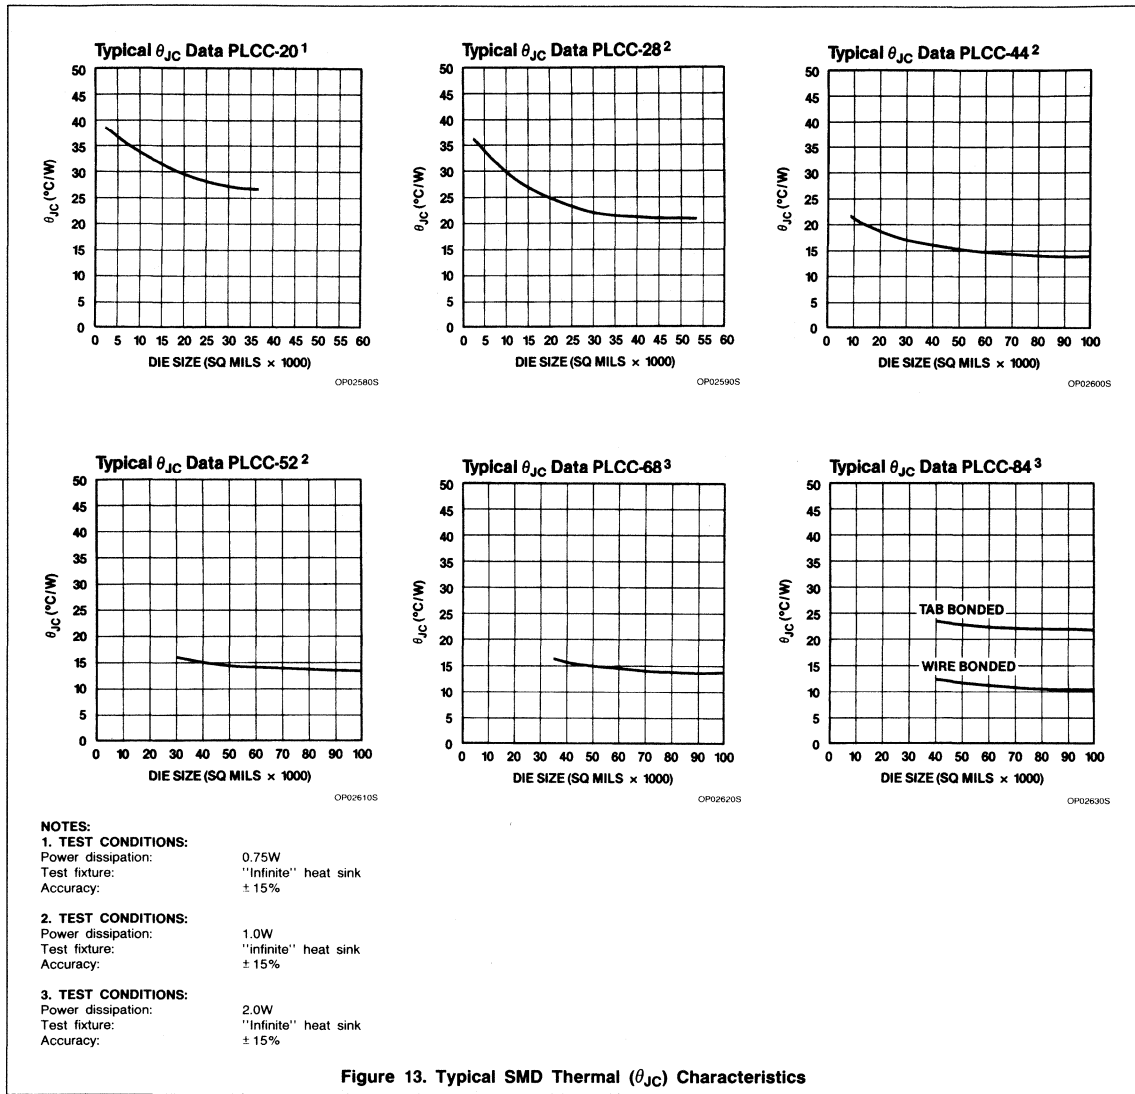 Typical θJC Data PLCC-20 1
50
45
40
35
30
25
20
15
10
5
0
θJC (°C/W)
0 5 10 15 20 25 30 35 40 45 50 55 60
DIE SIZE (SQ MILS × 1000)
OP02580S
Typical θJC Data PLCC-28 2
50
45
40
35
30
25
20
15
10
5
0
θJC (°C/W)
0 5 10 15 20 25 30 35 40 45 50 55 60
DIE SIZE (SQ MILS × 1000)
OP02590S
Typical θJC Data PLCC-44 2
50
45
40
35
30
25
20
15
10
5
0
θJC (°C/W)
0 10 20 30 40 50 60 70 80 90 100
DIE SIZE (SQ MILS × 1000)
OP02600S
Typical θJC Data PLCC-52 2
50
45
40
35
30
25
20
15
10
5
0
θJC (°C/W)
0 10 20 30 40 50 60 70 80 90 100
DIE SIZE (SQ MILS × 1000)
OP02610S
Typical θJC Data PLCC-68 3
50
45
40
35
30
25
20
15
10
5
0
θJC (°C/W)
0 10 20 30 40 50 60 70 80 90 100
DIE SIZE (SQ MILS × 1000)
OP02620S
Typical θJC Data PLCC-84 3
50
45
40
35
30
25
20
15
10
5
0
θJC (°C/W)
TAB BONDED
WIRE BONDED
0 10 20 30 40 50 60 70 80 90 100
DIE SIZE (SQ MILS × 1000)
OP02630S
NOTES:
1. TEST CONDITIONS:
Power dissipation: 0.75W
Test fixture: "Infinite" heat sink
Accuracy: ± 15%
2. TEST CONDITIONS:
Power dissipation: 1.0W
Test fixture: "infinite" heat sink
Accuracy: ± 15%
3. TEST CONDITIONS:
Power dissipation: 2.0W
Test fixture: "Infinite" heat sink
Accuracy: ± 15%
Figure 13. Typical SMD Thermal (θJC) Characteristics